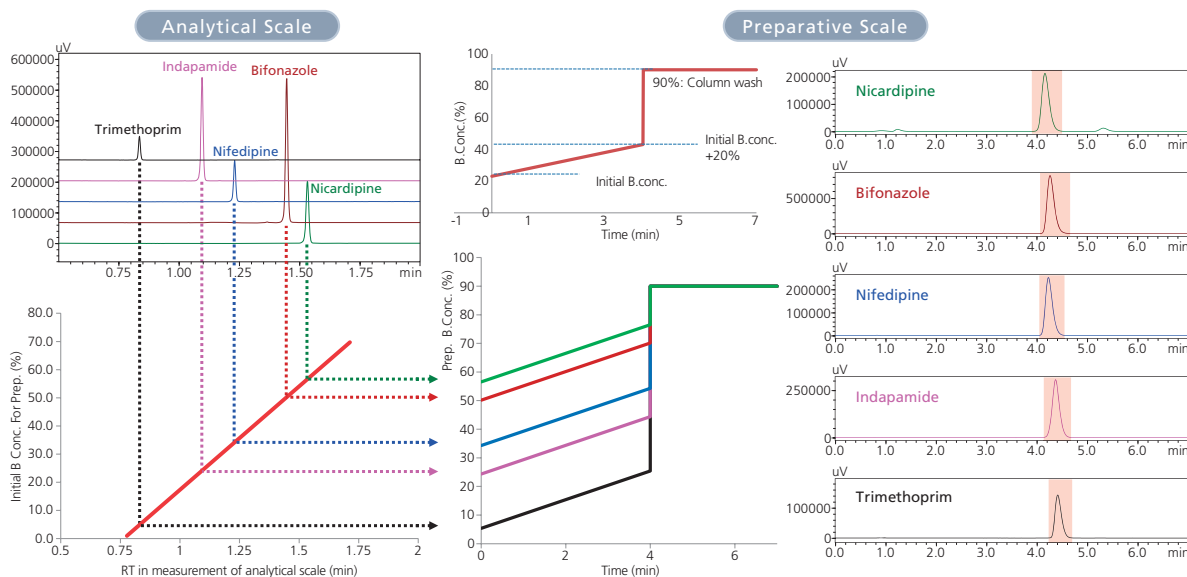 Analytical Scale
Preparative Scale
uV
600000
500000
400000
300000
200000
100000
0
Indapamide
Bifonazole
Trimethoprim
Nifedipine
Nicardipine
0.75 1.00 1.25 1.50 1.75 min
Initial B Conc. For Prep. (%)
80.0
70.0
60.0
50.0
40.0
30.0
20.0
10.0
0.0
0.5 0.75 1 1.25 1.5 1.75 2
RT in measurement of analytical scale (min)
B.Conc.(%)
100
80
60
40
20
0
90%: Column wash
Initial B.conc.
+20%
Initial B.conc.
-1 1 3 5 7
Time (min)
Prep. B.Conc. (%)
100
90
80
70
60
50
40
30
20
10
0
0 2 4 6
Time (min)
uV
200000
100000
0
Nicardipine
0.0 1.0 2.0 3.0 4.0 5.0 6.0 min
uV
500000
0
Bifonazole
0.0 1.0 2.0 3.0 4.0 5.0 6.0 min
uV
200000
100000
0
Nifedipine
0.0 1.0 2.0 3.0 4.0 5.0 6.0 min
uV
250000
0
Indapamide
0.0 1.0 2.0 3.0 4.0 5.0 6.0 min
uV
100000
0
Trimethoprim
0.0 1.0 2.0 3.0 4.0 5.0 6.0 min